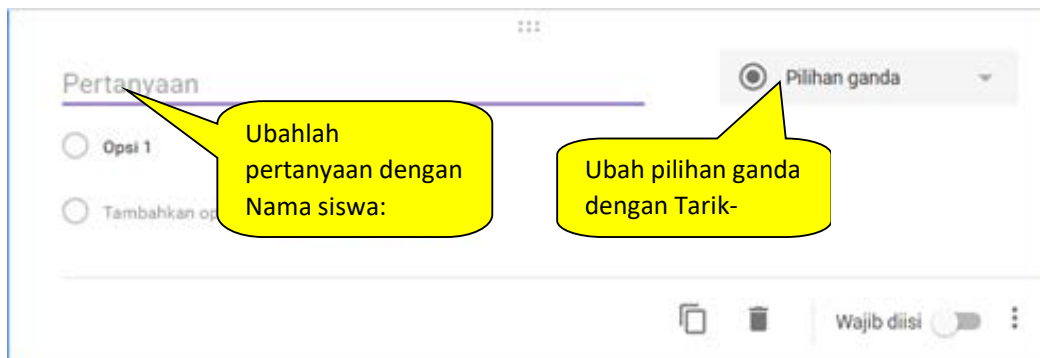 Pertanyaan
Pilihan ganda
Opsi 1
Ubahlah
pertanyaan dengan
Nama siswa:
Ubah pilihan ganda
dengan Tarik-
Tambahkan op
Wajib diisi